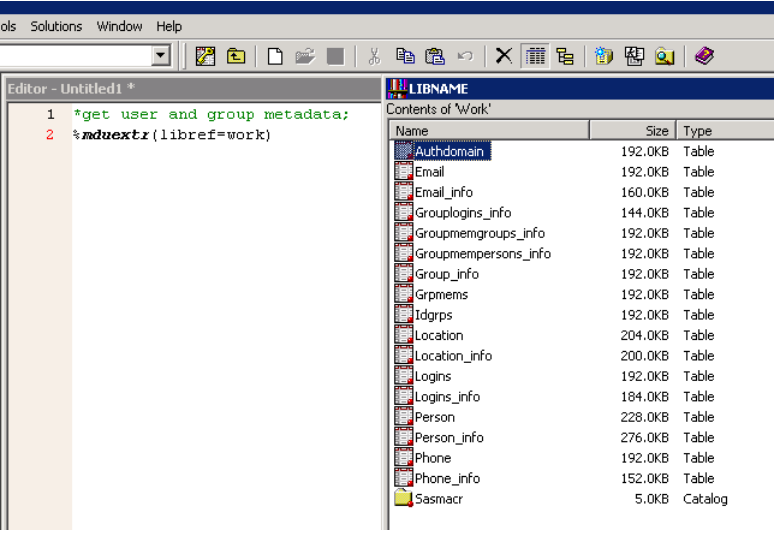 ols Solutions Window Help
Editor - Untitled1 *
1 *get user and group metadata;
2 %mduextr(libref=work)
LIBNAME
Contents of 'Work'
Name Size Type
Authdomain 192.0KB Table
Email 192.0KB Table
Email_info 160.0KB Table
Grouplogins_info 144.0KB Table
Groupmemgroups_info 192.0KB Table
Groupmempersons_info 192.0KB Table
Group_info 192.0KB Table
Grpmems 192.0KB Table
Idgrps 192.0KB Table
Location 204.0KB Table
Location_info 200.0KB Table
Logins 192.0KB Table
Logins_info 184.0KB Table
Person 228.0KB Table
Person_info 276.0KB Table
Phone 192.0KB Table
Phone_info 152.0KB Table
Sasmacr 5.0KB Catalog